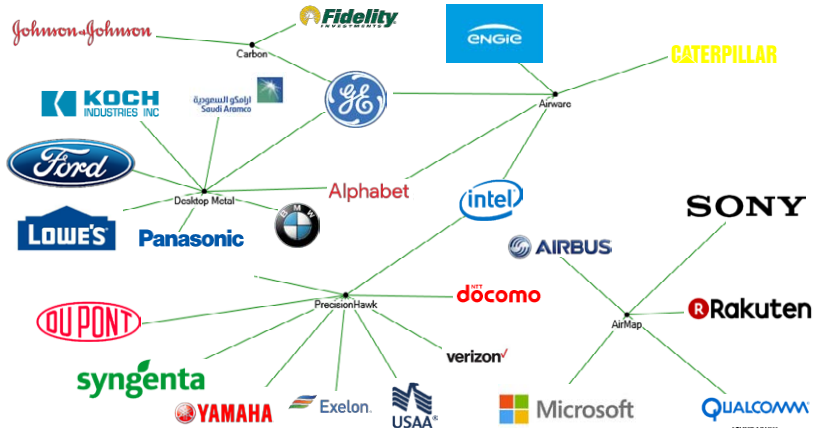 Johnson & Johnson
Fidelity
INVESTMENTS
Carbon
ENGIE
CATERPILLAR
KOCH
INDUSTRIES INC
ارامكو السعودية
Saudi Aramco
GE
Airware
Ford
Desktop Metal
Alphabet
intel
BMW
LOWE'S
Panasonic
SONY
AIRBUS
NTT
docomo
PrecisionHawk
DU PONT
AirMap
Rakuten
verizon✓
syngenta
YAMAHA
Exelon.
USAA®
Microsoft
QUALCOMM